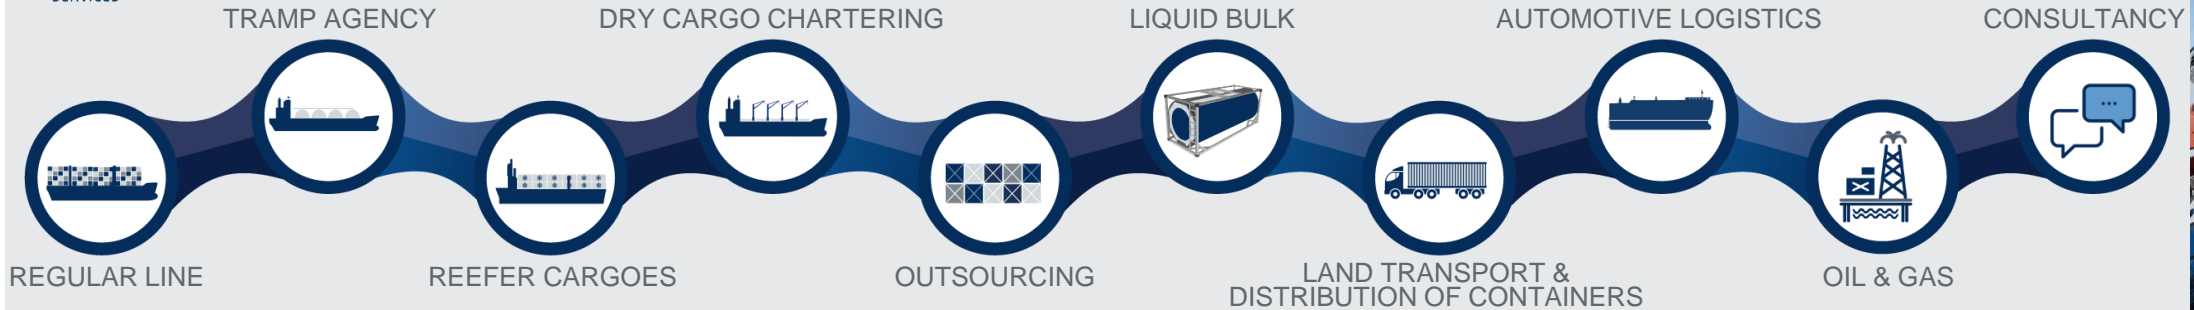 SERVICES
TRAMP AGENCY
DRY CARGO CHARTERING
LIQUID BULK
AUTOMOTIVE LOGISTICS
CONSULTANCY
REGULAR LINE
REEFER CARGOES
OUTSOURCING
LAND TRANSPORT &
DISTRIBUTION OF CONTAINERS
OIL & GAS